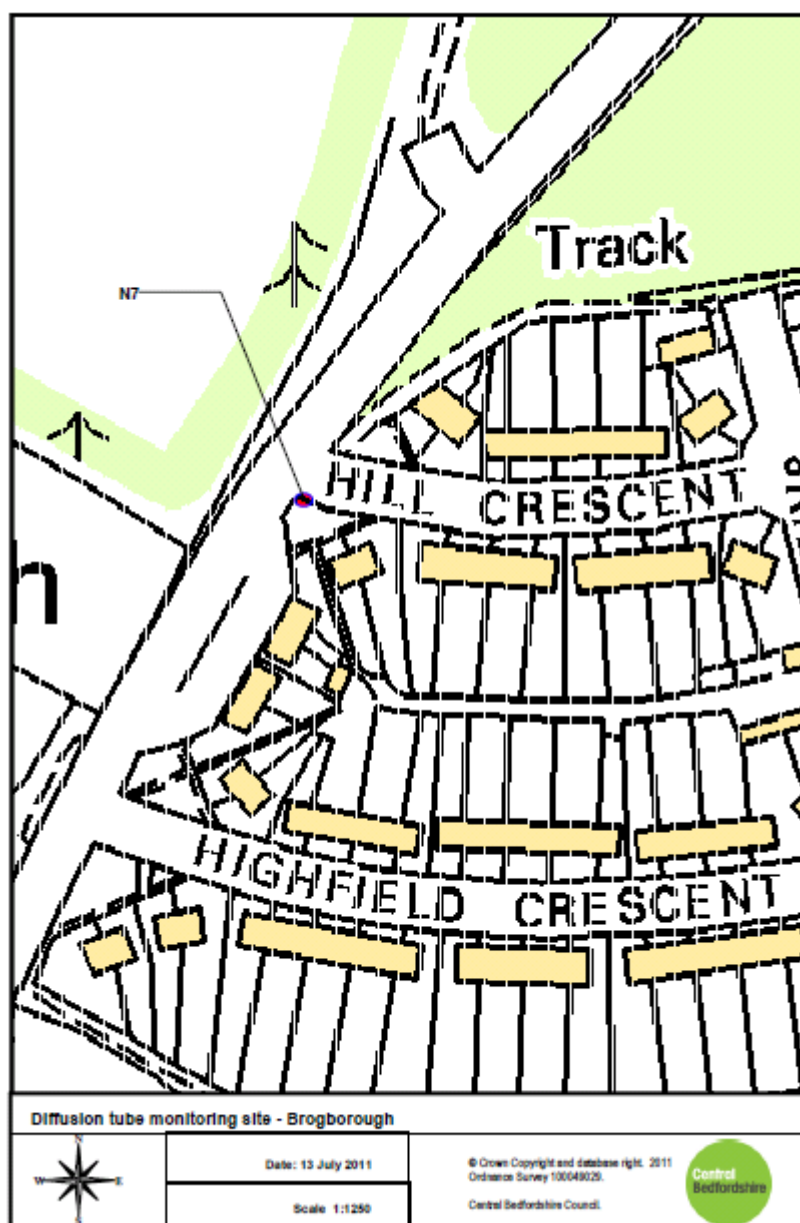 Track
N7
HILL CRESCENT
h
HIGHFIELD CRESCENT
Diffusion tube monitoring site - Brogborough
N
W E
S
Date: 13 July 2011
Scale 1:1250
© Crown Copyright and database right. 2011
Ordnance Survey 100049029.
Central Bedfordshire Council.
Central
Bedfordshire